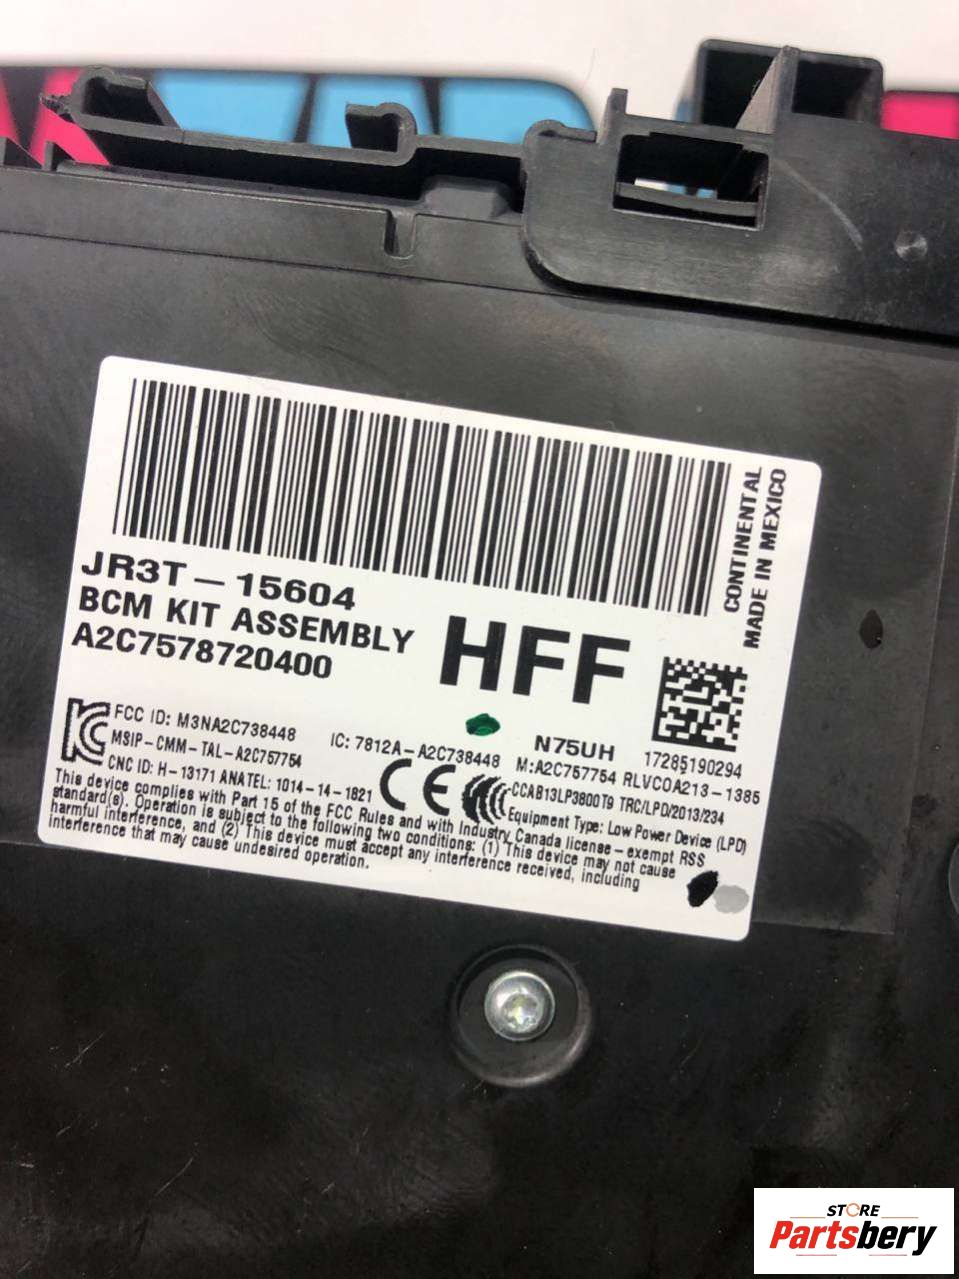 JR3T-15604
BCM KIT ASSEMBLY
A2C7578720400
HFF
CONTINENTAL
MADE IN MEXICO
FCC ID: M3NA2C738448
IC: 7812A-A2C738448
N75UH
17285190294
MSIP-CMM-TAL-A2C757754
M:A2C757754 RLVCOA213-1385
CNC ID: H-13171 ANATEL: 1014-14-1821
CE
CCAB13LP3800T9 TRC/LPD/2013/234
Equipment Type: Low Power Device (LPD)
This device complies with Part 15 of the FCC Rules and with Industry Canada license-exempt RSS
standard(s). Operation is subject to the following two conditions: (1) This device may not cause
harmful interference, and (2) This device must accept any interference received, including
interference that may cause undesired operation.
STORE
Partsbery